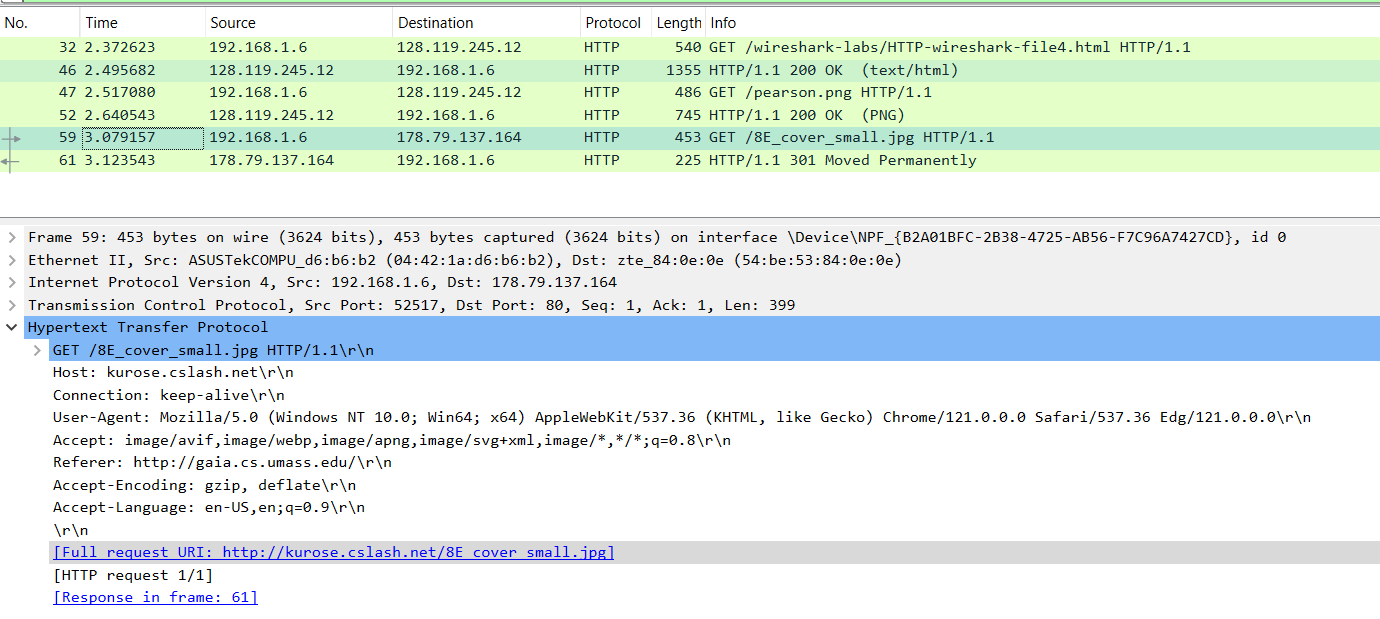 No. Time Source Destination Protocol Length Info
32 2.372623 192.168.1.6 128.119.245.12 HTTP 540 GET /wireshark-labs/HTTP-wireshark-file4.html HTTP/1.1
46 2.495682 128.119.245.12 192.168.1.6 HTTP 1355 HTTP/1.1 200 OK  (text/html)
47 2.517080 192.168.1.6 128.119.245.12 HTTP 486 GET /pearson.png HTTP/1.1
52 2.640543 128.119.245.12 192.168.1.6 HTTP 745 HTTP/1.1 200 OK  (PNG)
59 3.079157 192.168.1.6 178.79.137.164 HTTP 453 GET /8E_cover_small.jpg HTTP/1.1
61 3.123543 178.79.137.164 192.168.1.6 HTTP 225 HTTP/1.1 301 Moved Permanently
Frame 59: 453 bytes on wire (3624 bits), 453 bytes captured (3624 bits) on interface \Device\NPF_{B2A01BFC-2B38-4725-AB56-F7C96A7427CD}, id 0
Ethernet II, Src: ASUSTekCOMPU_d6:b6:b2 (04:42:1a:d6:b6:b2), Dst: zte_84:0e:0e (54:be:53:84:0e:0e)
Internet Protocol Version 4, Src: 192.168.1.6, Dst: 178.79.137.164
Transmission Control Protocol, Src Port: 52517, Dst Port: 80, Seq: 1, Ack: 1, Len: 399
Hypertext Transfer Protocol
GET /8E_cover_small.jpg HTTP/1.1\r\n
Host: kurose.cslash.net\r\n
Connection: keep-alive\r\n
User-Agent: Mozilla/5.0 (Windows NT 10.0; Win64; x64) AppleWebKit/537.36 (KHTML, like Gecko) Chrome/121.0.0.0 Safari/537.36 Edg/121.0.0.0\r\n
Accept: image/avif,image/webp,image/apng,image/svg+xml,image/*,*/*;q=0.8\r\n
Referer: http://gaia.cs.umass.edu/\r\n
Accept-Encoding: gzip, deflate\r\n
Accept-Language: en-US,en;q=0.9\r\n
\r\n
[Full request URI: http://kurose.cslash.net/8E_cover_small.jpg]
[HTTP request 1/1]
[Response in frame: 61]